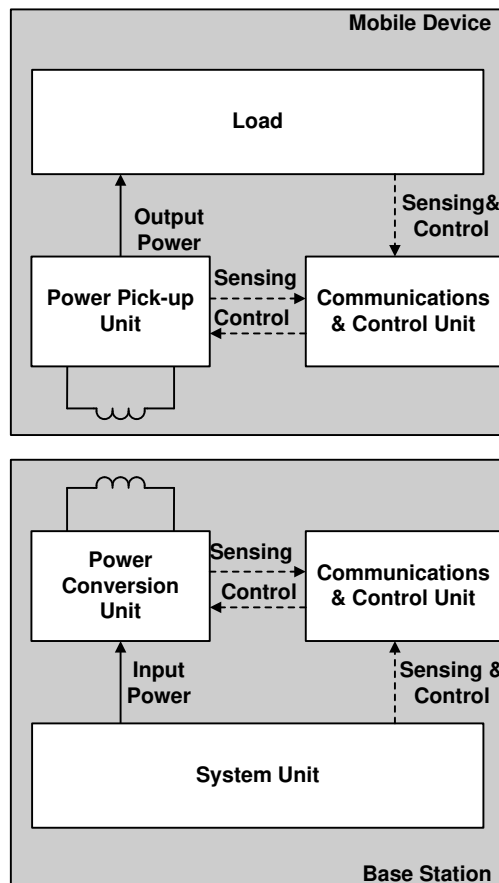 Mobile Device
Load
Output
Power
Sensing&
Control
Power Pick-up
Unit
Sensing
Control
Communications
& Control Unit
Power
Conversion
Unit
Sensing
Control
Communications
& Control Unit
Input
Power
Sensing &
Control
System Unit
Base Station